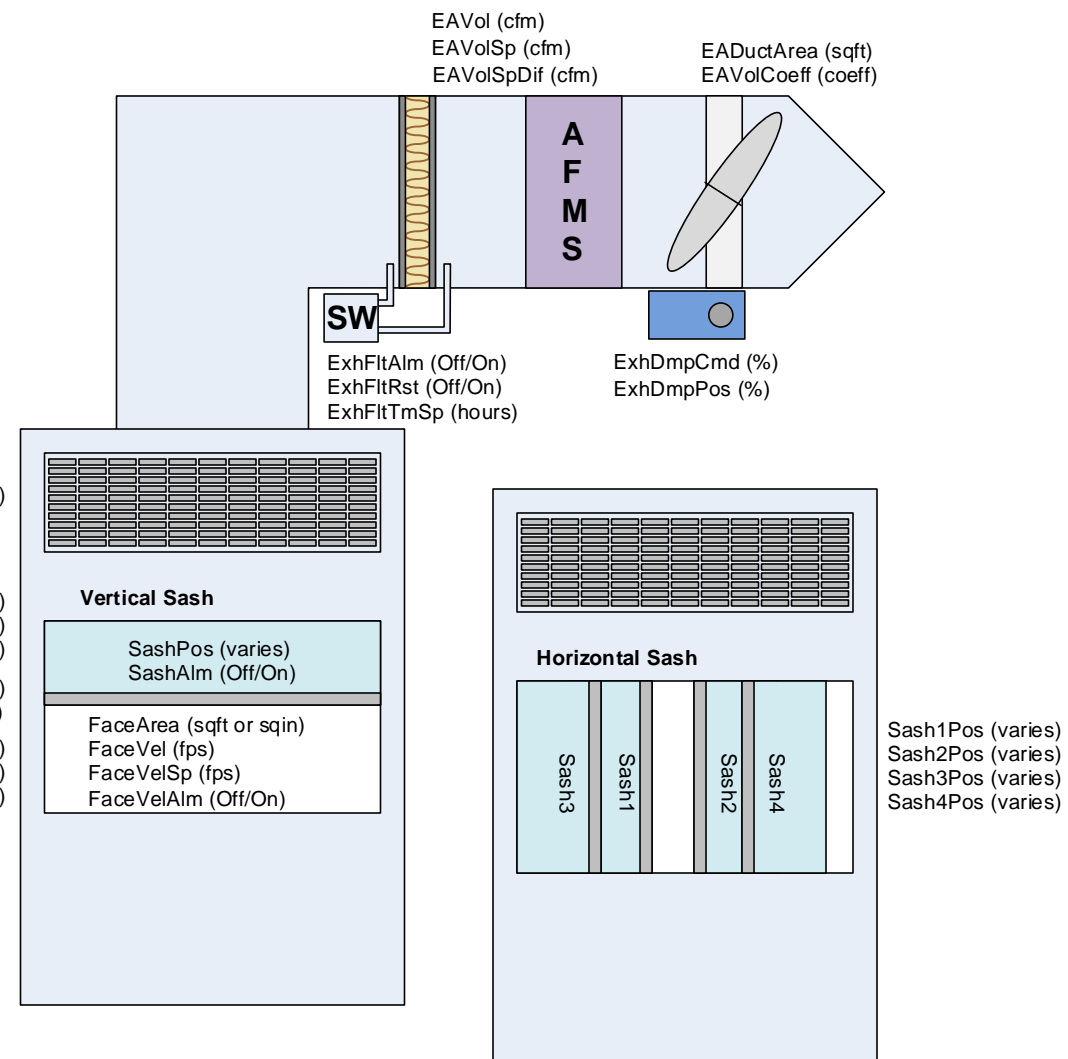 EAVol (cfm)
EAVolSp (cfm)
EAVolSpDif (cfm)
EADuctArea (sqft)
EAVolCoeff (coeff)
A
F
M
S
SW
ExhFltAlm (Off/On)
ExhFltRst (Off/On)
ExhFltTmSp (hours)
ExhDmpCmd (%)
ExhDmpPos (%)
)
)
)
)
)
)
)
)
)
Vertical Sash
SashPos (varies)
SashAlm (Off/On)
FaceArea (sqft or sqin)
FaceVel (fps)
FaceVelSp (fps)
FaceVelAlm (Off/On)
Horizontal Sash
Sash3
Sash1
Sash2
Sash4
Sash1Pos (varies)
Sash2Pos (varies)
Sash3Pos (varies)
Sash4Pos (varies)